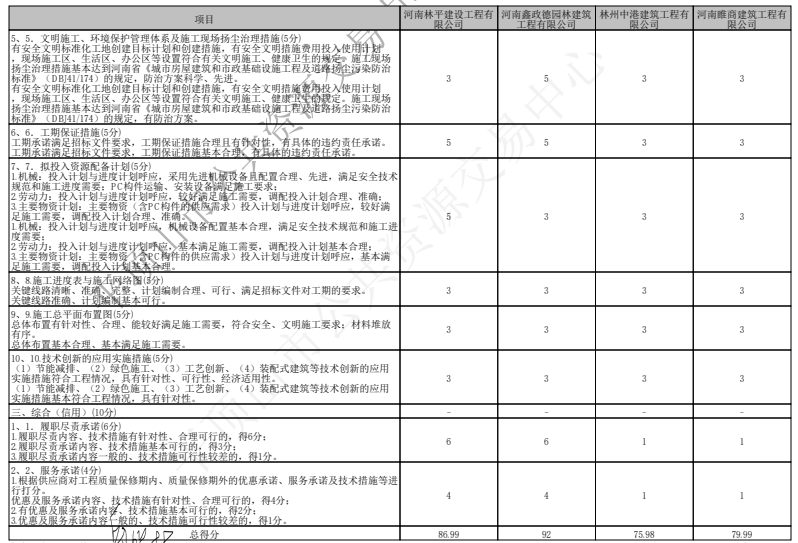 项目 河南林平建设工程有限公司 河南鑫政德园林建筑工程有限公司 林州中港建筑工程有限公司 河南睢商建筑工程有限公司
5、5. 文明施工、环境保护管理体系及施工现场扬尘治理措施(5分)
有安全文明标准化工地创建目标计划和创建措施，有安全文明措施费用投入使用计划
，现场施工区、生活区、办公区等设置符合有关文明施工、健康卫生的规定。施工现场
扬尘治理措施基本达到河南省《城市房屋建筑和市政基础设施工程及道路扬尘污染防治
标准》（DBJ41/174）的规定，防治方案科学、先进。
有安全文明标准化工地创建目标计划和创建措施，有安全文明措施费用投入使用计划
，现场施工区、生活区、办公区等设置符合有关文明施工、健康卫生的规定。施工现场
扬尘治理措施基本达到河南省《城市房屋建筑和市政基础设施工程及道路扬尘污染防治
标准》（DBJ41/174）的规定，有防治方案。
3 5 3 3
6、6. 工期保证措施(5分)
工期承诺满足招标文件要求，工期保证措施合理且有针对性，有具体的违约责任承诺。
工期承诺满足招标文件要求，工期保证措施基本合理、有具体的违约责任承诺。
5 5 3 3
7、7. 拟投入资源配备计划(5分)
1.机械：投入计划与进度计划呼应，采用先进机械设备且配置合理、先进，满足安全技术
规范和施工进度需要；PC构件运输、安装设备满足施工要求；
2.劳动力：投入计划与进度计划呼应，较好满足施工需要，调配投入计划合理、准确；
3.主要物资计划：主要物资（含PC构件的供应需求）投入计划与进度计划呼应，较好满
足施工需要，调配投入计划合理、准确。
1.机械：投入计划与进度计划呼应，机械设备配置基本合理，满足安全技术规范和施工进
度需要；
2.劳动力：投入计划与进度计划呼应，基本满足施工需要，调配投入计划基本合理；
3.主要物资计划：主要物资（含PC构件的供应需求）投入计划与进度计划呼应，基本满
足施工需要，调配投入计划基本合理。
5 3 3 3
8、8.施工进度表与施工网络图(5分)
关键线路清晰、准确、完整、计划编制合理、可行、满足招标文件对工期的要求。
关键线路准确、计划编制基本可行。
3 3 3 3
9、9.施工总平面布置图(5分)
总体布置有针对性、合理、能较好满足施工需要，符合安全、文明施工要求；材料堆放
有序。
总体布置基本合理、基本满足施工需要。
3 3 3 3
10、10.技术创新的应用实施措施(5分)
（1）节能减排、（2）绿色施工、（3）工艺创新、（4）装配式建筑等技术创新的应用
实施措施符合工程情况，具有针对性、可行性、经济适用性。
（1）节能减排、（2）绿色施工、（3）工艺创新、（4）装配式建筑等技术创新的应用
实施措施基本符合工程情况，具有针对性。
3 3 3 3
三、综合（信用）(10分) - - - -
1、1. 履职尽责承诺(6分)
1.履职尽责内容、技术措施有针对性、合理可行的，得6分；
2.履职尽责承诺内容、技术措施基本可行的，得3分；
3.履职尽责承诺内容一般的、技术措施可行性较差的，得1分。
6 6 1 1
2、2、服务承诺(4分)
1.根据供应商对工程质量保修期内、质量保修期外的优惠承诺、服务承诺及技术措施等进
行打分。
优惠及服务承诺内容、技术措施有针对性、合理可行的，得4分；
2.有优惠及服务承诺内容、技术措施基本可行的，得2分；
3.优惠及服务承诺内容一般的、技术措施可行性较差的，得1分。
4 4 1 1
总得分 86.99 92 75.98 79.99